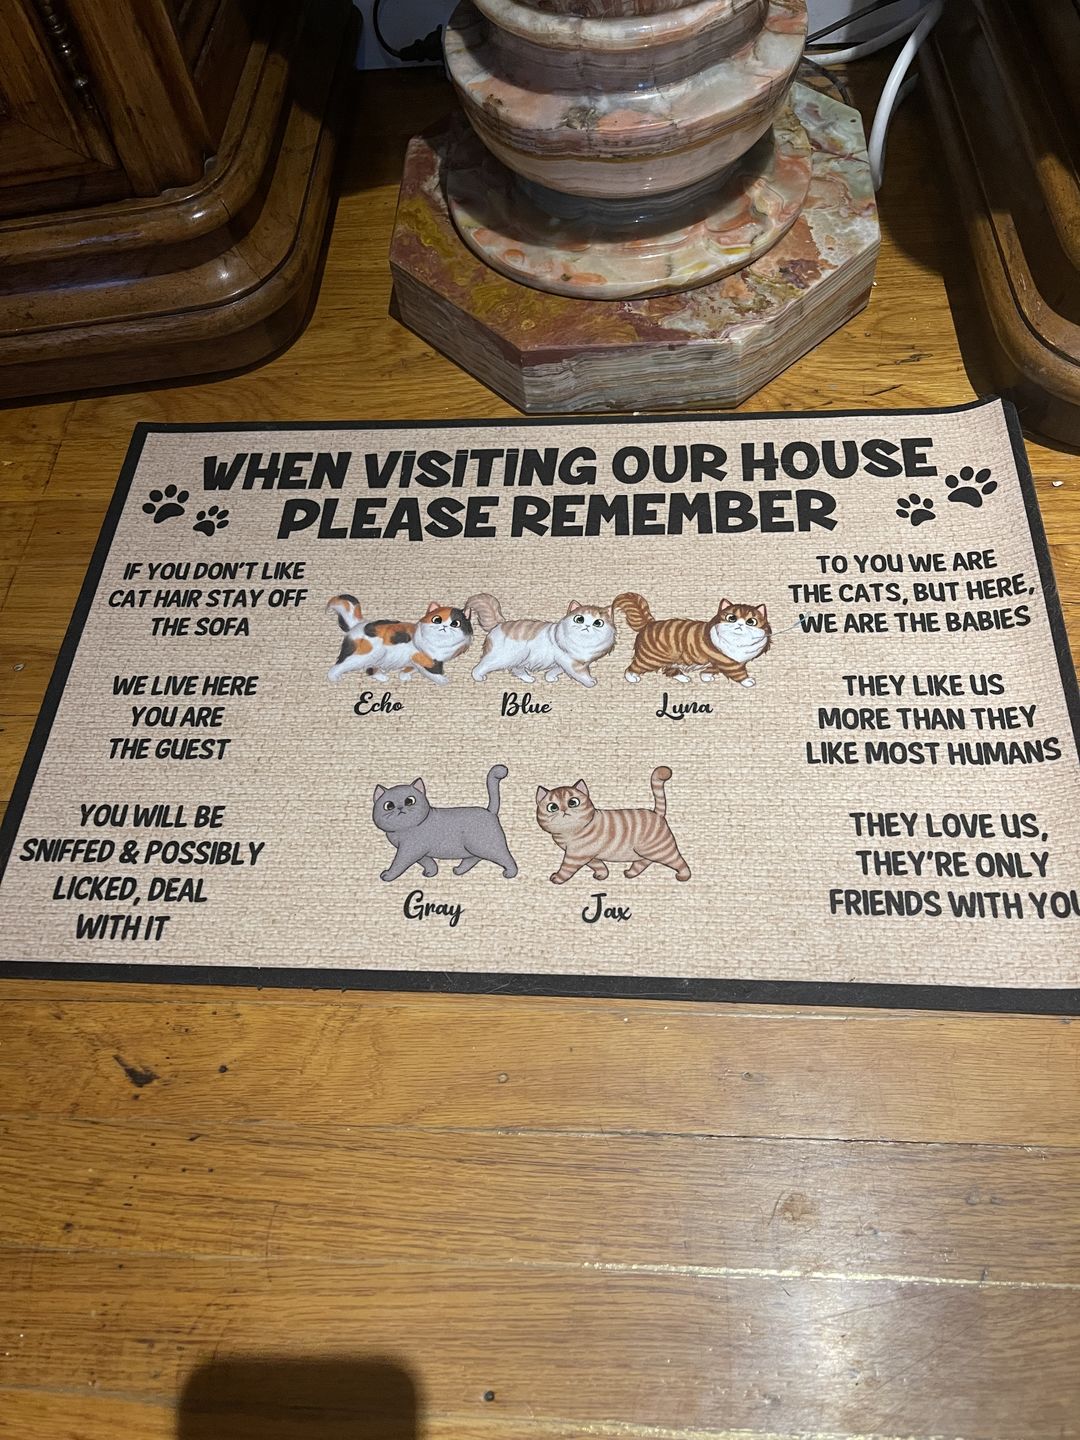 WHEN VISITING OUR HOUSE
PLEASE REMEMBER
IF YOU DON'T LIKE
CAT HAIR STAY OFF
THE SOFA
WE LIVE HERE
YOU ARE
THE GUEST
YOU WILL BE
SNIFFED & POSSIBLY
LICKED, DEAL
WITH IT
Echo
Blue
Luna
Gray
Jax
TO YOU WE ARE
THE CATS, BUT HERE,
WE ARE THE BABIES
THEY LIKE US
MORE THAN THEY
LIKE MOST HUMANS
THEY LOVE US,
THEY'RE ONLY
FRIENDS WITH YOU